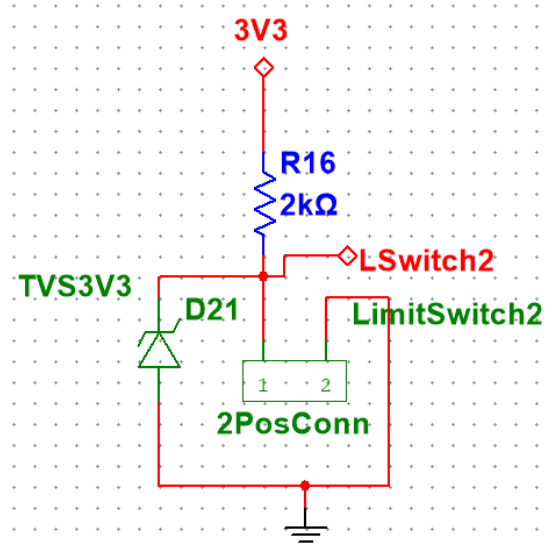 3V3
R16
2kΩ
LSwitch2
TVS3V3
D21
LimitSwitch2
1 2
2PosConn